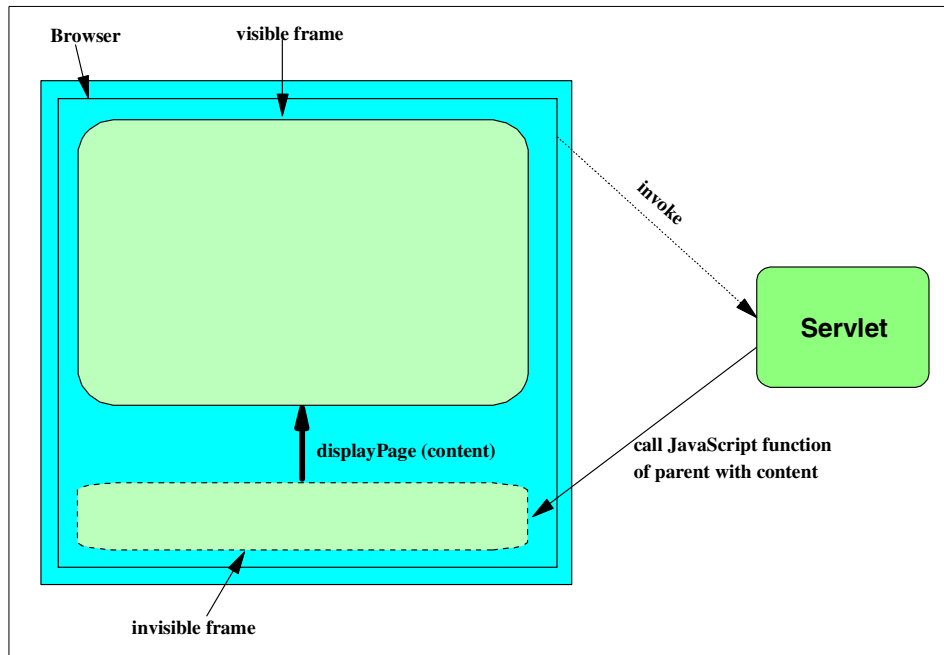 Browser
visible frame
invoke
Servlet
displayPage (content)
call JavaScript function
of parent with content
invisible frame